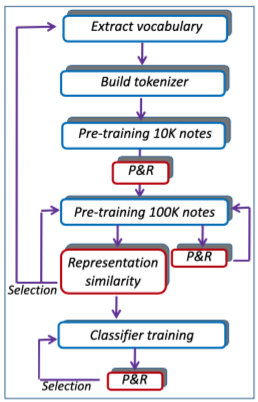 Extract vocabulary
Build tokenizer
Pre-training 10K notes
P&R
Pre-training 100K notes
Representation
similarity
P&R
Selection
Classifier training
Selection
P&R